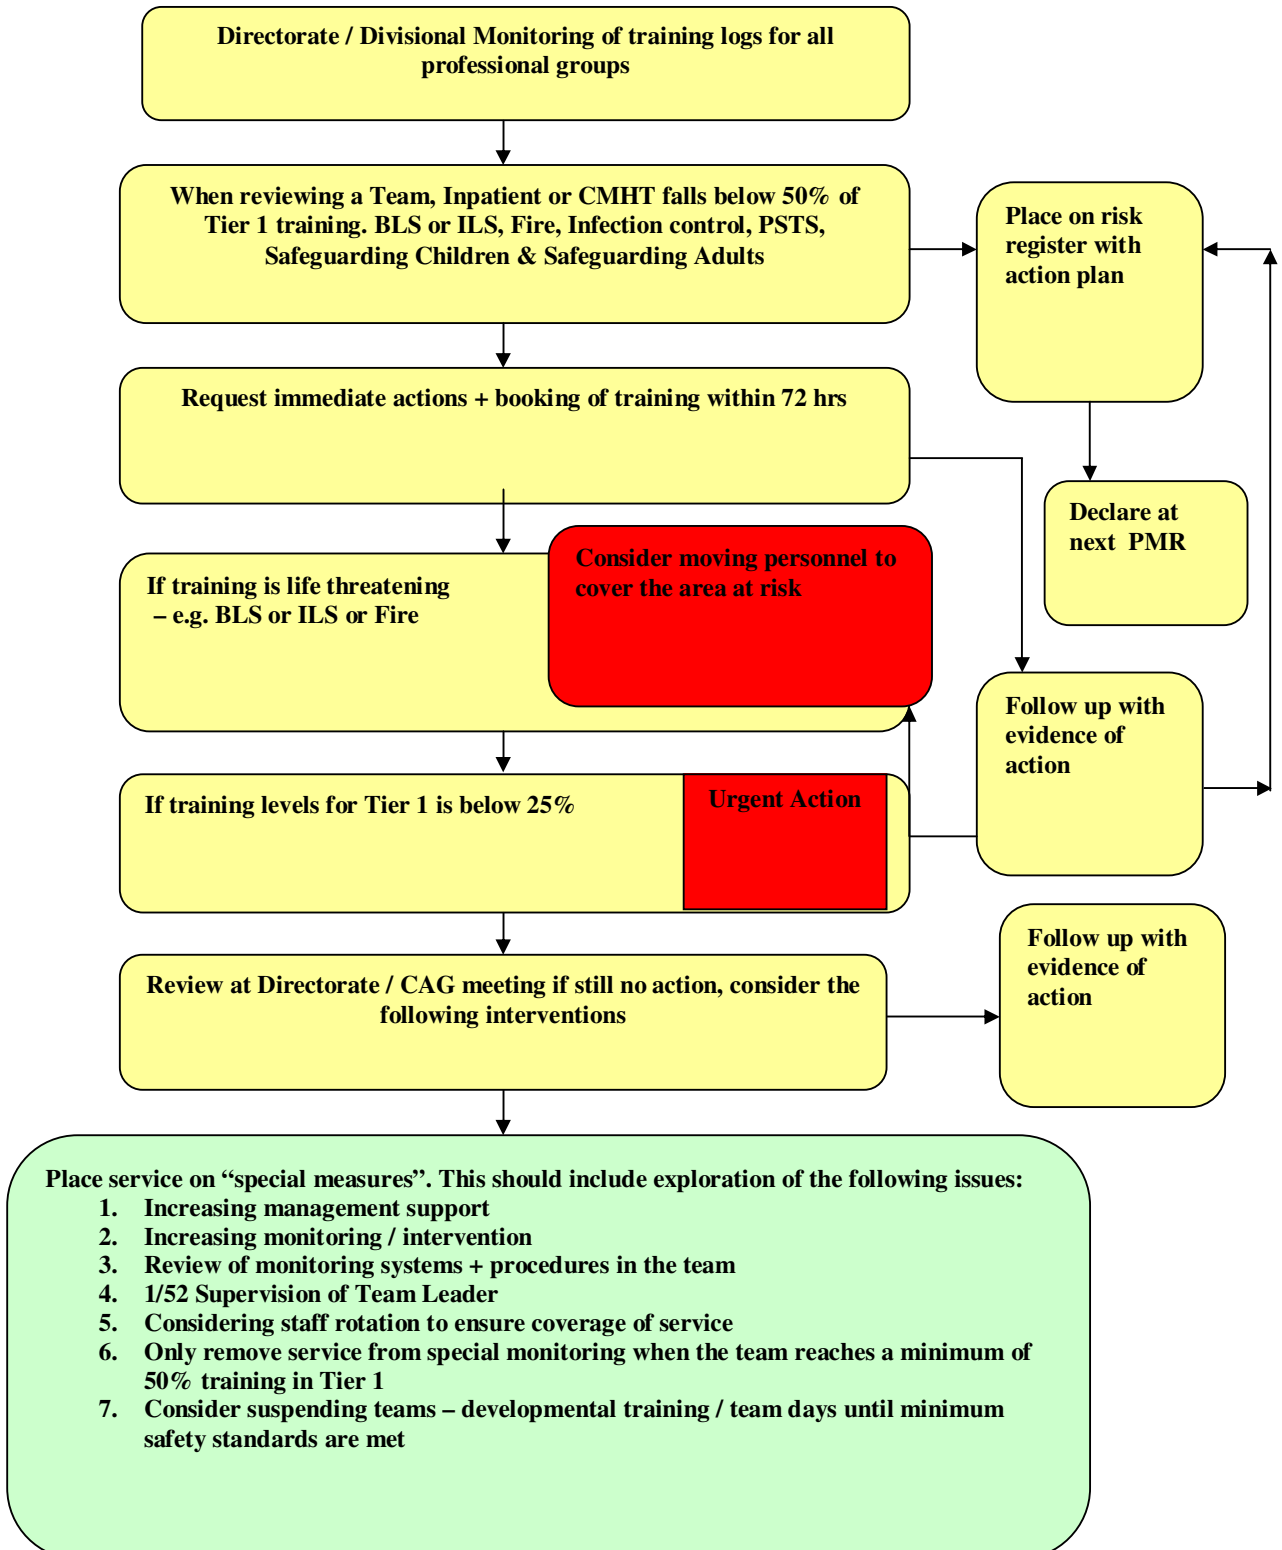 Directorate / Divisional Monitoring of training logs for all
professional groups
When reviewing a Team, Inpatient or CMHT falls below 50% of
Tier 1 training. BLS or ILS, Fire, Infection control, PSTS,
Safeguarding Children & Safeguarding Adults
Place on risk
register with
action plan
Request immediate actions + booking of training within 72 hrs
Declare at
next PMR
If training is life threatening
– e.g. BLS or ILS or Fire
Consider moving personnel to
cover the area at risk
Follow up with
evidence of
action
If training levels for Tier 1 is below 25%
Urgent Action
Review at Directorate / CAG meeting if still no action, consider the
following interventions
Follow up with
evidence of
action
Place service on “special measures”. This should include exploration of the following issues:
1. Increasing management support
2. Increasing monitoring / intervention
3. Review of monitoring systems + procedures in the team
4. 1/52 Supervision of Team Leader
5. Considering staff rotation to ensure coverage of service
6. Only remove service from special monitoring when the team reaches a minimum of
50% training in Tier 1
7. Consider suspending teams – developmental training / team days until minimum
safety standards are met